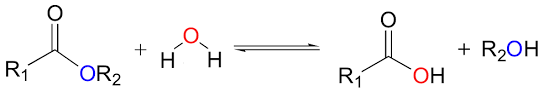 O
R1 OR2 + H O H
O
R1 OH + R2OH